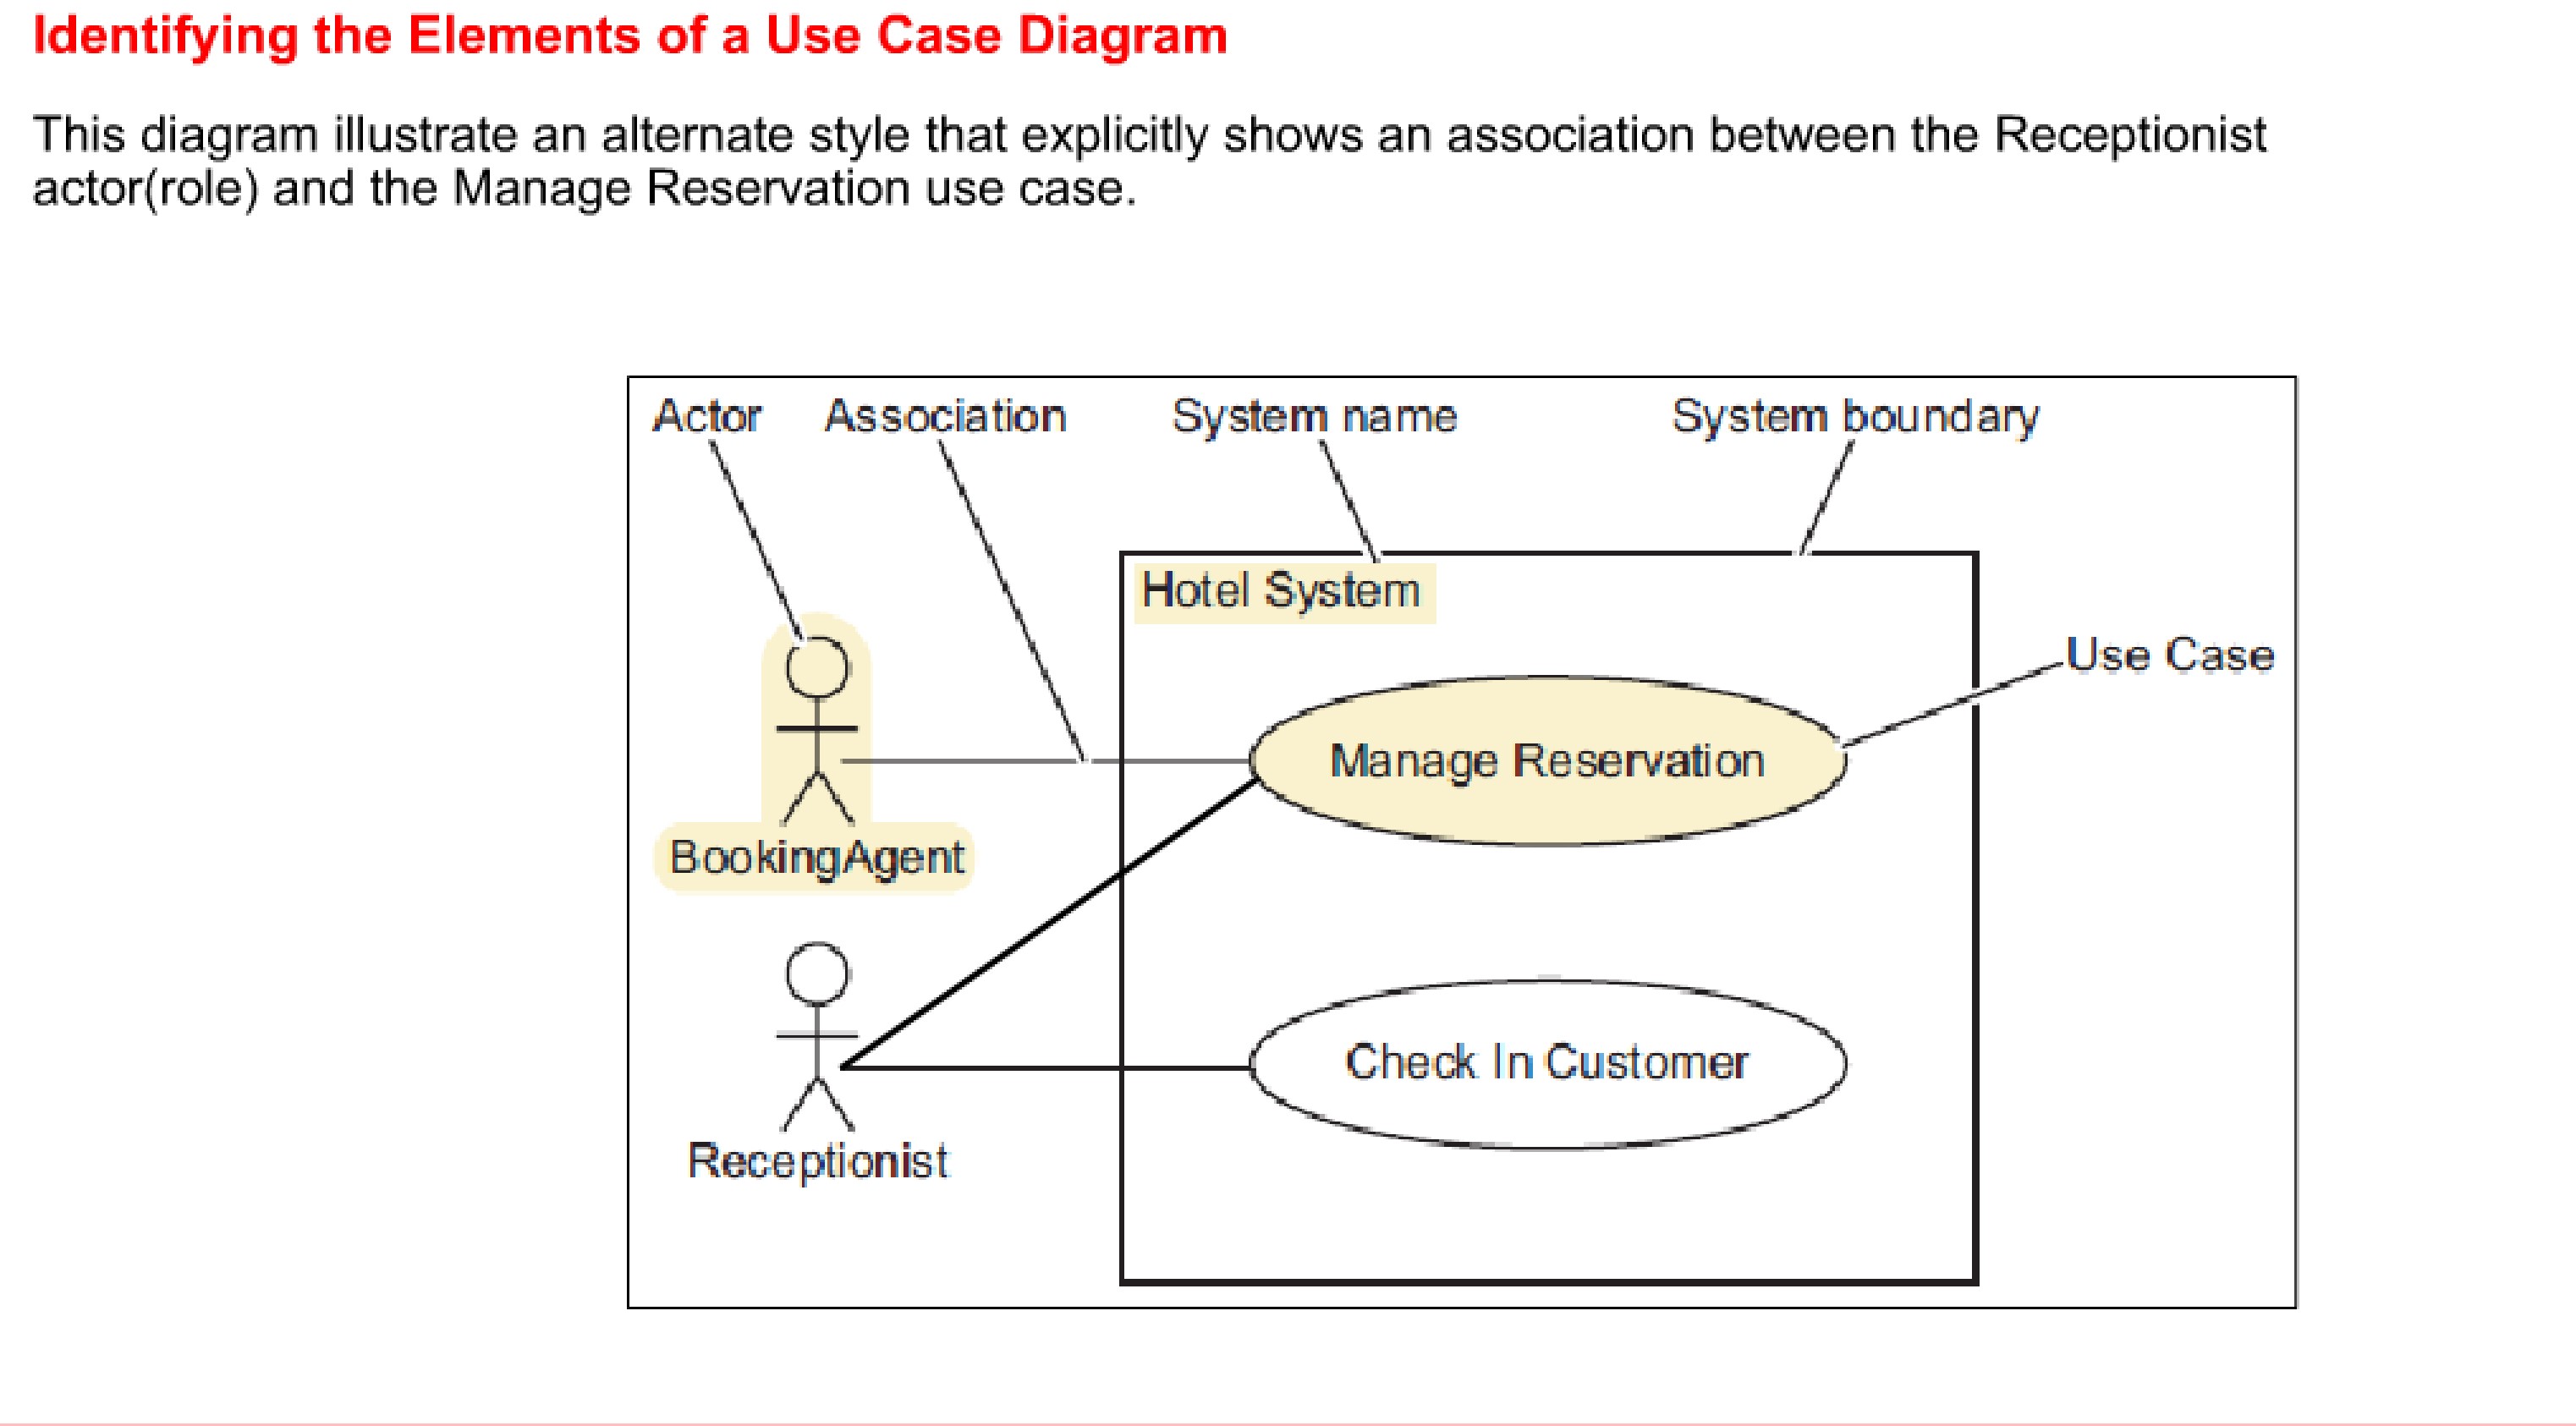 Identifying the Elements of a Use Case Diagram
This diagram illustrate an alternate style that explicitly shows an association between the Receptionist
actor(role) and the Manage Reservation use case.
Actor Association System name System boundary
Hotel System
Use Case
Manage Reservation
BookingAgent
Check In Customer
Receptionist